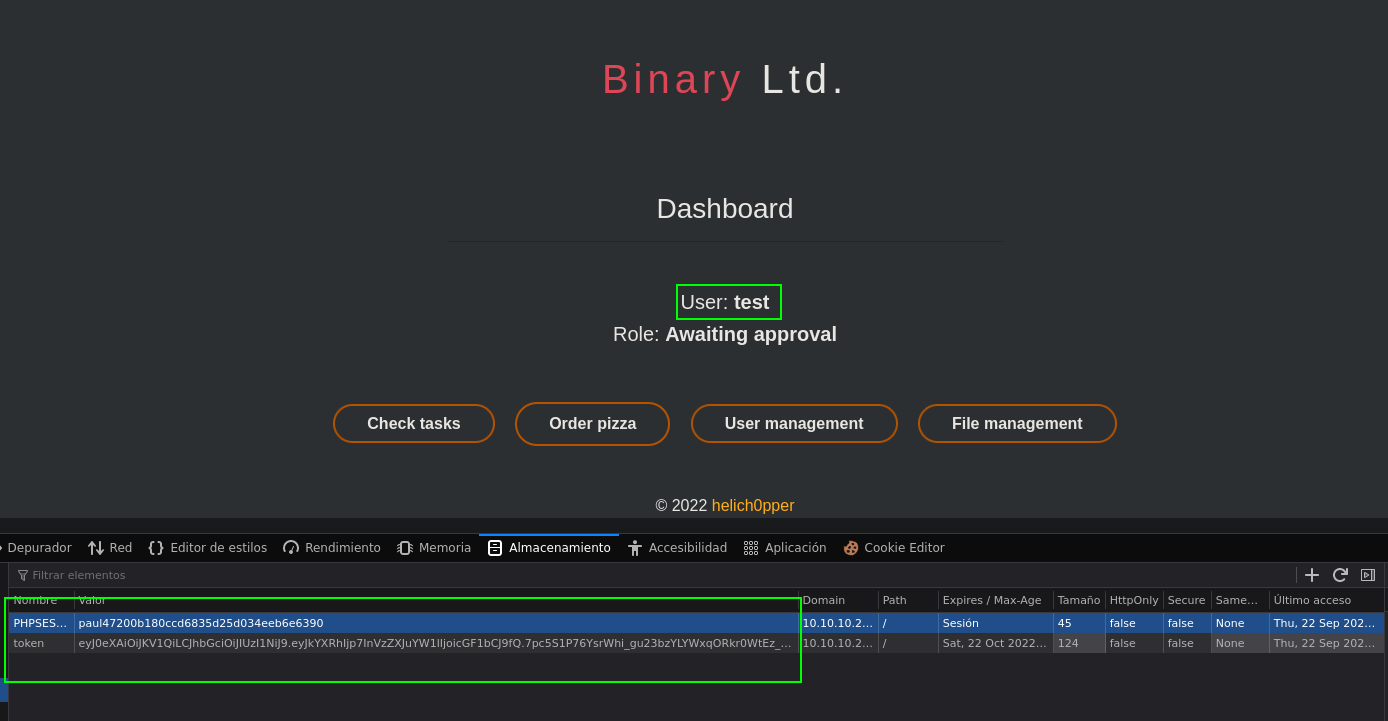 Binary Ltd.
Dashboard
User: test
Role: Awaiting approval
Check tasks Order pizza User management File management
© 2022 helich0pper
Depurador Red Editor de estilos Rendimiento Memoria Almacenamiento Accesibilidad Aplicación Cookie Editor
Filtrar elementos
Nombre Valor Domain Path Expires / Max-Age Tamaño HttpOnly Secure Same… Último acceso
PHPSES… paul47200b180ccd6835d25d034eeb6e6390 10.10.10.2… / Sesión 45 false false None Thu, 22 Sep 202…
token 10.10.10.2… / Sat, 22 Oct 2022… 124 false false None Thu, 22 Sep 202…